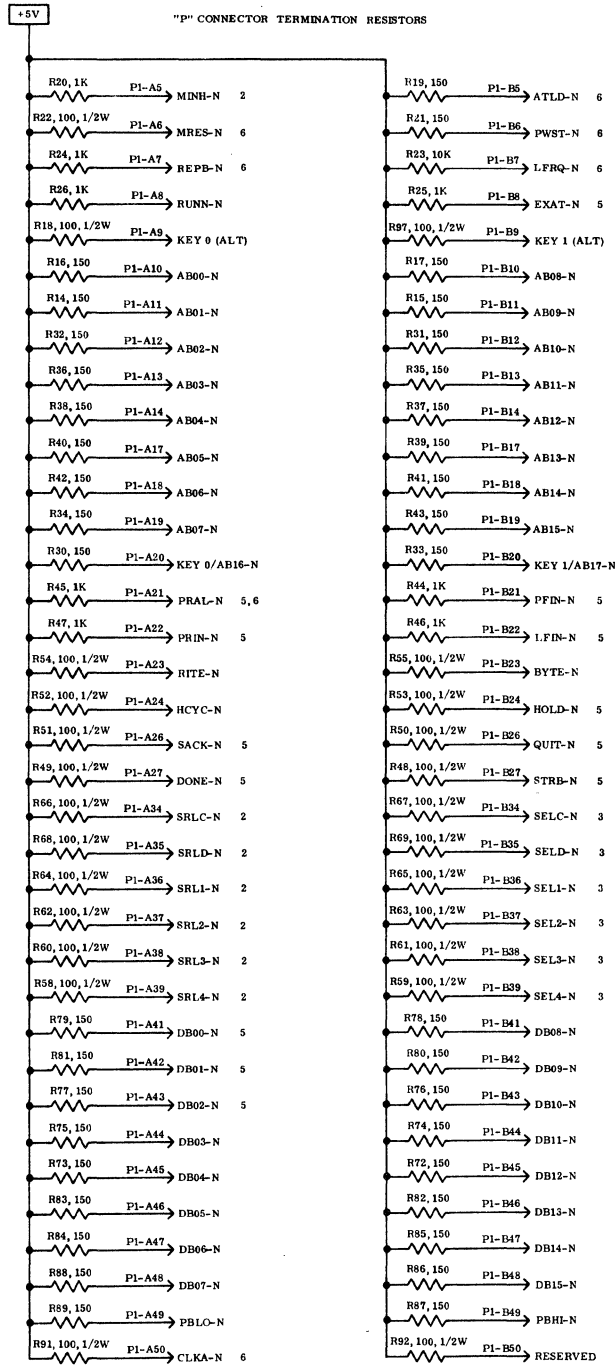 +5V
"P" CONNECTOR TERMINATION RESISTORS
R20, 1K P1-A5 MINH-N 2
R22, 100, 1/2W P1-A6 MRES-N 6
R24, 1K P1-A7 REPB-N 6
R26, 1K P1-A8 RUNN-N
R18, 100, 1/2W P1-A9 KEY 0 (ALT)
R16, 150 P1-A10 AB00-N
R14, 150 P1-A11 AB01-N
R32, 150 P1-A12 AB02-N
R36, 150 P1-A13 AB03-N
R38, 150 P1-A14 AB04-N
R40, 150 P1-A17 AB05-N
R42, 150 P1-A18 AB06-N
R34, 150 P1-A19 AB07-N
R30, 150 P1-A20 KEY 0/AB16-N
R45, 1K P1-A21 PRAL-N 5,6
R47, 1K P1-A22 PRIN-N 5
R54, 100, 1/2W P1-A23 RITE-N
R52, 100, 1/2W P1-A24 HCYC-N
R51, 100, 1/2W P1-A26 SACK-N 5
R49, 100, 1/2W P1-A27 DONE-N 5
R66, 100, 1/2W P1-A34 SRLC-N 2
R68, 100, 1/2W P1-A35 SRLD-N 2
R64, 100, 1/2W P1-A36 SRL1-N 2
R62, 100, 1/2W P1-A37 SRL2-N 2
R60, 100, 1/2W P1-A38 SRL3-N 2
R58, 100, 1/2W P1-A39 SRL4-N 2
R79, 150 P1-A41 DB00-N 5
R81, 150 P1-A42 DB01-N 5
R77, 150 P1-A43 DB02-N 5
R75, 150 P1-A44 DB03-N
R73, 150 P1-A45 DB04-N
R83, 150 P1-A46 DB05-N
R84, 150 P1-A47 DB06-N
R88, 150 P1-A48 DB07-N
R89, 150 P1-A49 PBLO-N
R91, 100, 1/2W P1-A50 CLKA-N 6
R19, 150 P1-B5 ATLD-N 6
R21, 150 P1-B6 PWST-N 6
R23, 10K P1-B7 LFRQ-N 6
R25, 1K P1-B8 EXAT-N 5
R97, 100, 1/2W P1-B9 KEY 1 (ALT)
R17, 150 P1-B10 AB08-N
R15, 150 P1-B11 AB09-N
R31, 150 P1-B12 AB10-N
R35, 150 P1-B13 AB11-N
R37, 150 P1-B14 AB12-N
R39, 150 P1-B17 AB13-N
R41, 150 P1-B18 AB14-N
R43, 150 P1-B19 AB15-N
R33, 150 P1-B20 KEY 1/AB17-N
R44, 1K P1-B21 PFIN-N 5
R46, 1K P1-B22 LFIN-N 5
R55, 100, 1/2W P1-B23 BYTE-N
R53, 100, 1/2W P1-B24 HOLD-N 5
R50, 100, 1/2W P1-B26 QUIT-N 5
R48, 100, 1/2W P1-B27 STRB-N 5
R67, 100, 1/2W P1-B34 SELC-N 3
R69, 100, 1/2W P1-B35 SELD-N 3
R65, 100, 1/2W P1-B36 SEL1-N 3
R63, 100, 1/2W P1-B37 SEL2-N 3
R61, 100, 1/2W P1-B38 SEL3-N 3
R59, 100, 1/2W P1-B39 SEL4-N 3
R78, 150 P1-B41 DB08-N
R80, 150 P1-B42 DB09-N
R76, 150 P1-B43 DB10-N
R74, 150 P1-B44 DB11-N
R72, 150 P1-B45 DB12-N
R82, 150 P1-B46 DB13-N
R85, 150 P1-B47 DB14-N
R86, 150 P1-B48 DB15-N
R87, 150 P1-B49 PBHI-N
R92, 100, 1/2W P1-B50 RESERVED